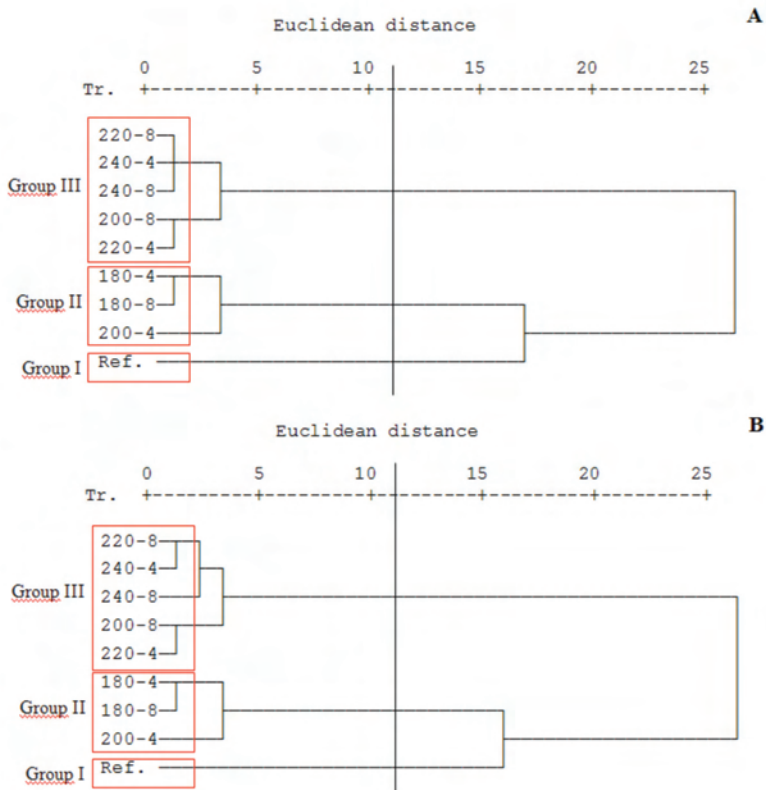 A
Euclidean distance
0 5 10 15 20 25
Tr.
220-8
240-4
Group III
240-8
200-8
220-4
180-4
Group II
180-8
200-4
Group I
Ref.
B
Euclidean distance
0 5 10 15 20 25
Tr.
220-8
240-4
Group III
240-8
200-8
220-4
180-4
Group II
180-8
200-4
Group I
Ref.